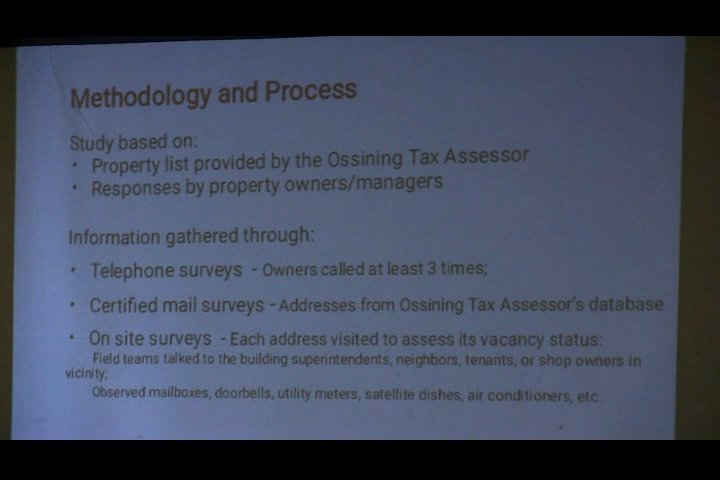 Methodology and Process
Study based on:
• Property list provided by the Ossining Tax Assessor
• Responses by property owners/managers
Information gathered through:
• Telephone surveys - Owners called at least 3 times;
• Certified mail surveys - Addresses from Ossining Tax Assessor's database
• On site surveys - Each address visited to assess its vacancy status:
Field teams talked to the building superintendents, neighbors, tenants, or shop owners in
vicinity;
Observed mailboxes, doorbells, utility meters, satellite dishes, air conditioners, etc.